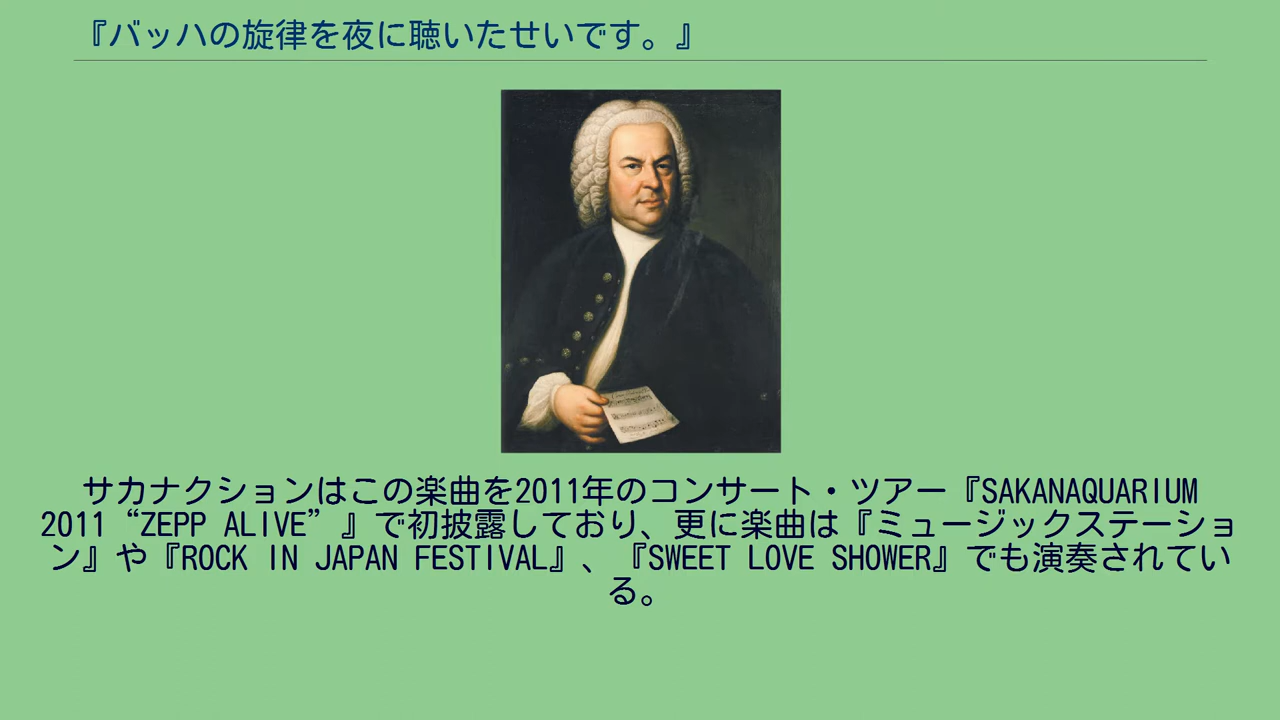 『バッハの旋律を夜に聴いたせいです。』
サカナクションはこの楽曲を2011年のコンサート・ツアー『SAKANAQUARIUM
2011 “ZEPP ALIVE” 』で初披露しており、更に楽曲は『ミュージックステーショ
ン』や『ROCK IN JAPAN FESTIVAL』、『SWEET LOVE SHOWER』でも演奏されてい
る。